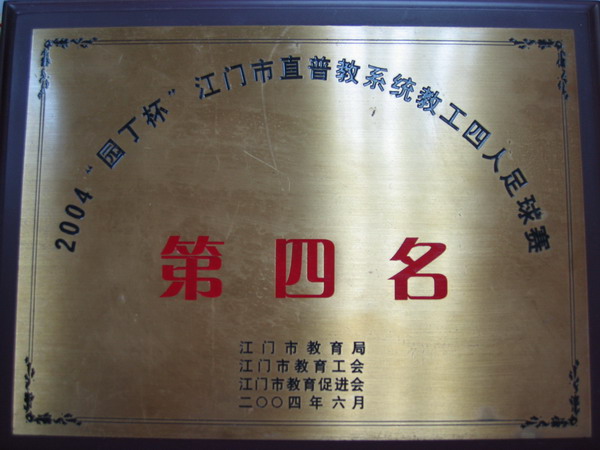 2004“园丁杯”江门市直普教系统教工四人足球赛
第四名
江门市教育局
江门市教育工会
江门市教育促进会
二〇〇四年六月